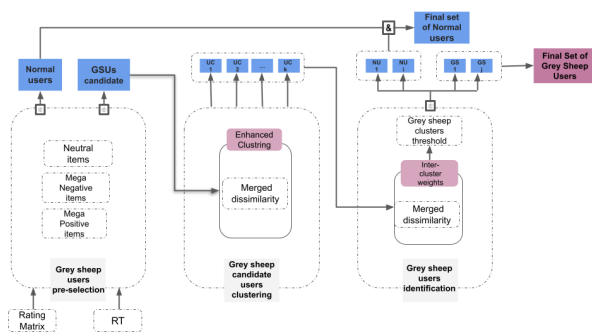 &
Final set
of Normal
users
Normal
users
GSUs
candidate
UC
1
UC
2
...
UC
k
NU
1
NU
i
GS
1
GS
j
Final Set of
Grey Sheep
Users
Neutral
items
Mega
Negative
items
Mega
Positive
items
Grey sheep
users
pre-selection
Rating
Matrix
RT
Enhanced
Clustring
Merged
dissimilarity
Grey sheep
candidate
users
clustering
Grey sheep
clusters
threshold
Inter-
cluster
weights
Merged
dissimilarity
Grey sheep
users
identification